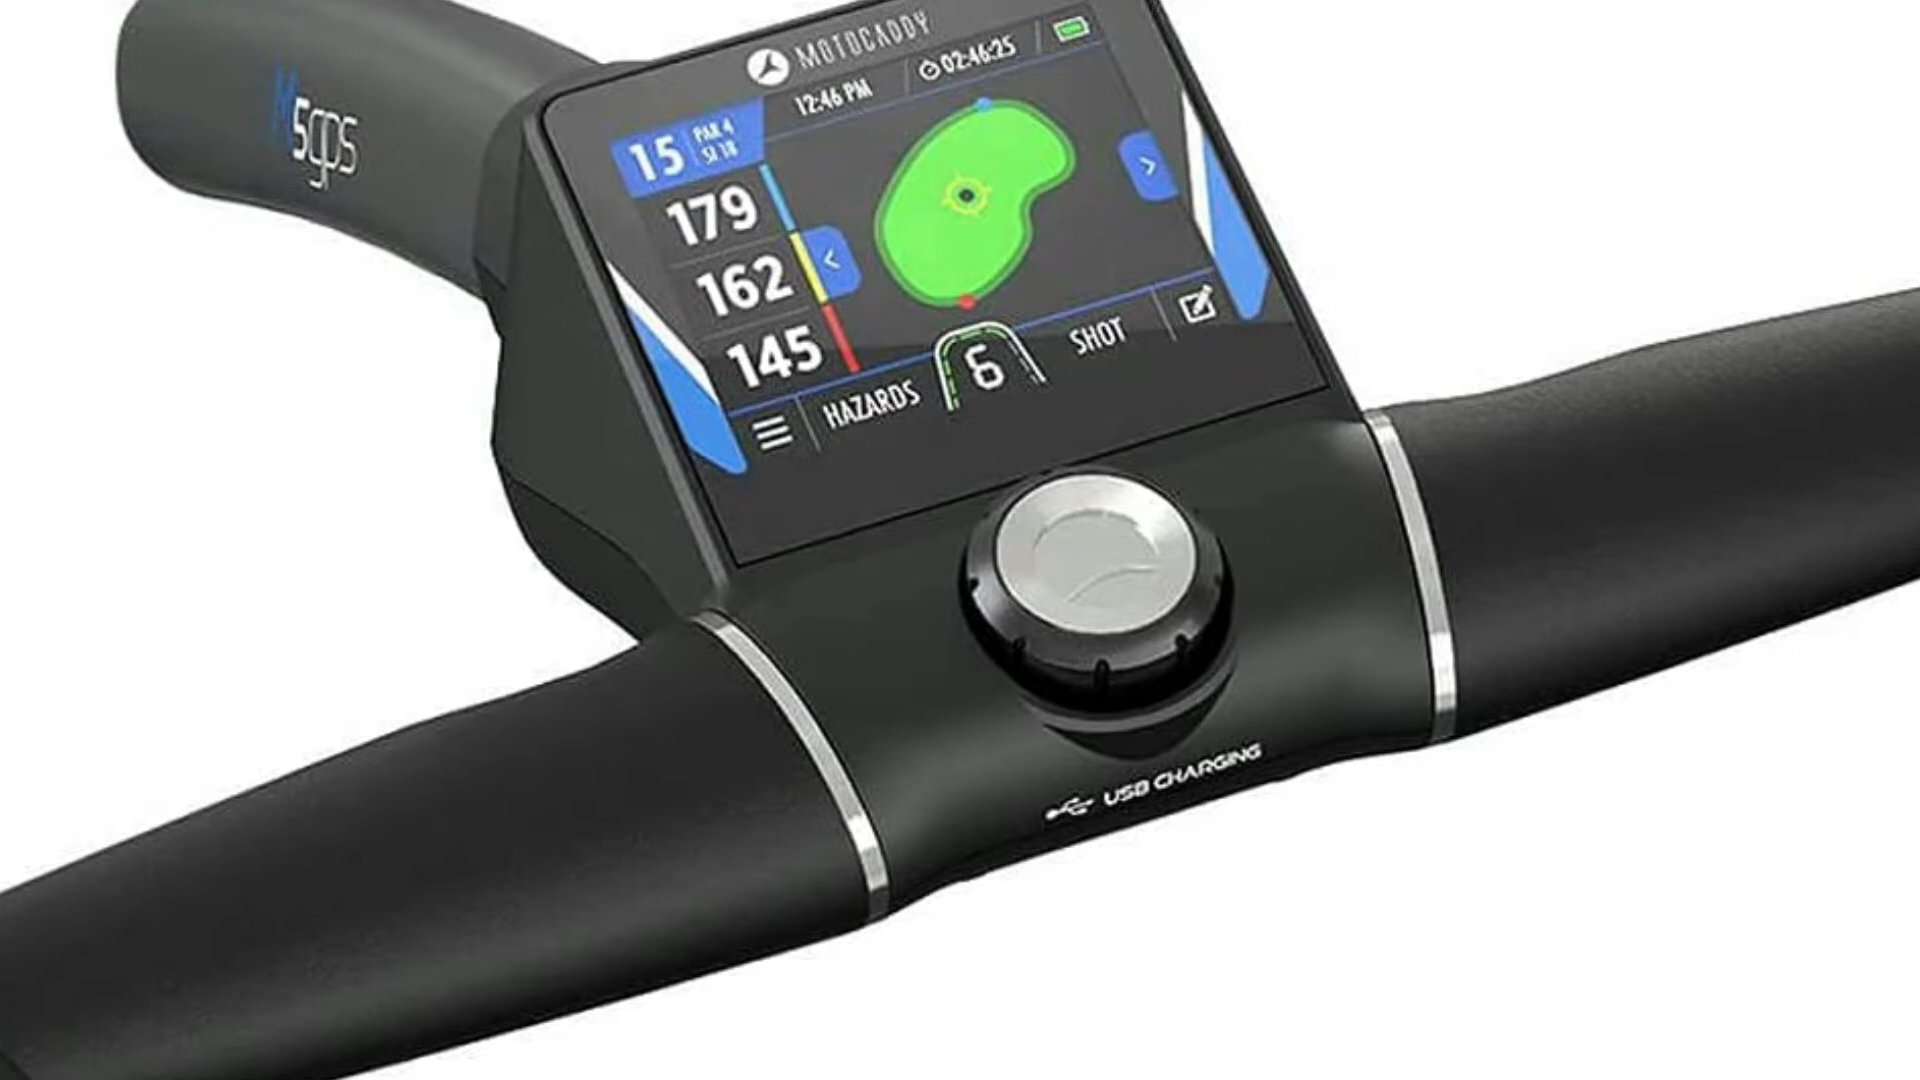 M5GPS
MOTOCADDY
12:46 PM
02:46:25
15
PAR 4
SI 18
179
162
145
HAZARDS
6
SHOT
USB CHARGING